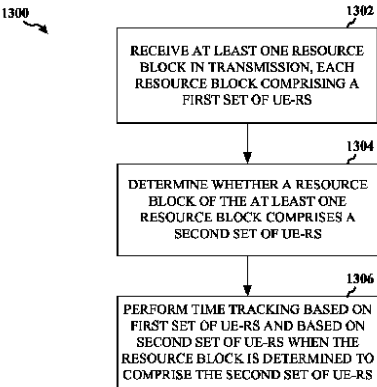 1300
1302
RECEIVE AT LEAST ONE RESOURCE
BLOCK IN TRANSMISSION, EACH
RESOURCE BLOCK COMPRISING A
FIRST SET OF UE-RS
1304
DETERMINE WHETHER A RESOURCE
BLOCK OF THE AT LEAST ONE
RESOURCE BLOCK COMPRISES A
SECOND SET OF UE-RS
1306
PERFORM TIME TRACKING BASED ON
FIRST SET OF UE-RS AND BASED ON
SECOND SET OF UE-RS WHEN THE
RESOURCE BLOCK IS DETERMINED TO
COMPRISE THE SECOND SET OF UE-RS